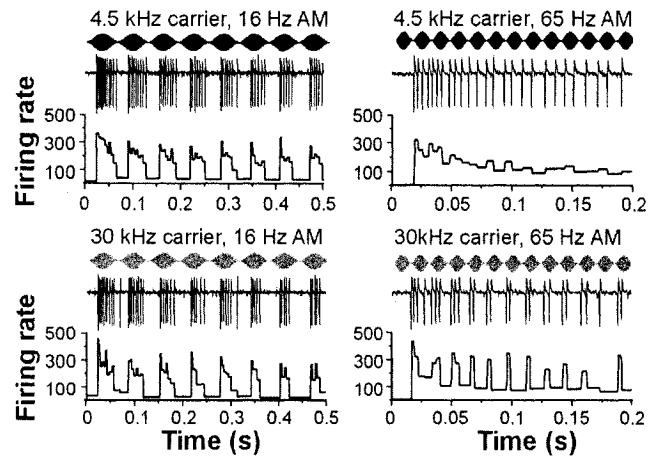 4.5 kHz carrier, 16 Hz AM
4.5 kHz carrier, 65 Hz AM
Firing rate
500
300
100
0 0.1 0.2 0.3 0.4 0.5
500
300
100
0 0.05 0.1 0.15 0.2
30 kHz carrier, 16 Hz AM
30kHz carrier, 65 Hz AM
Firing rate
500
300
100
0 0.1 0.2 0.3 0.4 0.5
Time (s)
500
300
100
0 0.05 0.1 0.15 0.2
Time (s)